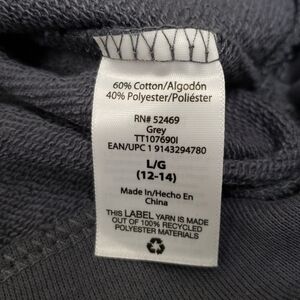 60% Cotton/Algodón
40% Polyester/Poliéster
RN# 52469
Grey
TT107690I
EAN/UPC 1 9143294780
L/G
(12-14)
Made In/Hecho En
China
THIS LABEL YARN IS MADE
OUT OF 100% RECYCLED
POLYESTER MATERIALS